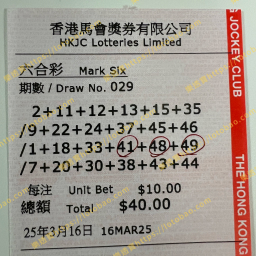 香港馬會獎券有限公司
HKJC Lotteries Limited
六合彩 Mark Six
期數 / Draw No. 029
2+11+12+13+15+35
/9+22+24+37+45+46
/1+18+33+41+48+49
/7+20+30+38+43+44
每注 Unit Bet $10.00
總額 Total $40.00
25年3月16日 16MAR25
JOCKEY CLUB
THE HONG KONG